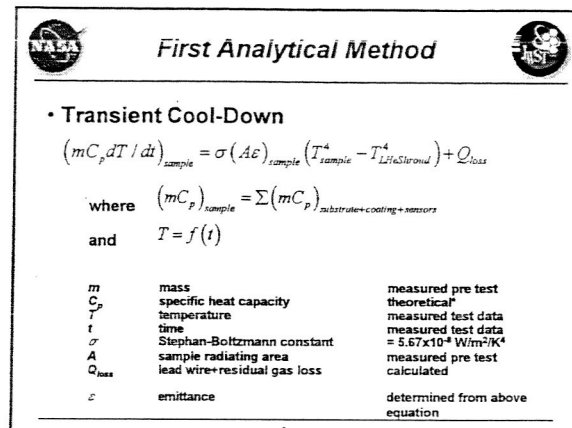 NASA
First Analytical Method
• Transient Cool-Down
(mC_p dT / dt)_sample = σ(Aε)_sample (T⁴_sample − T⁴_LHeShroud) + Q_loss
where (mC_p)_sample = Σ(mC_p)_substrate+coating+sensors
and T = f(t)
m mass measured pre test
C_p specific heat capacity theoretical*
T temperature measured test data
t time measured test data
σ Stephan-Boltzmann constant = 5.67x10⁻⁸ W/m²/K⁴
A sample radiating area measured pre test
Q_loss lead wire+residual gas loss calculated
ε emittance determined from above
equation